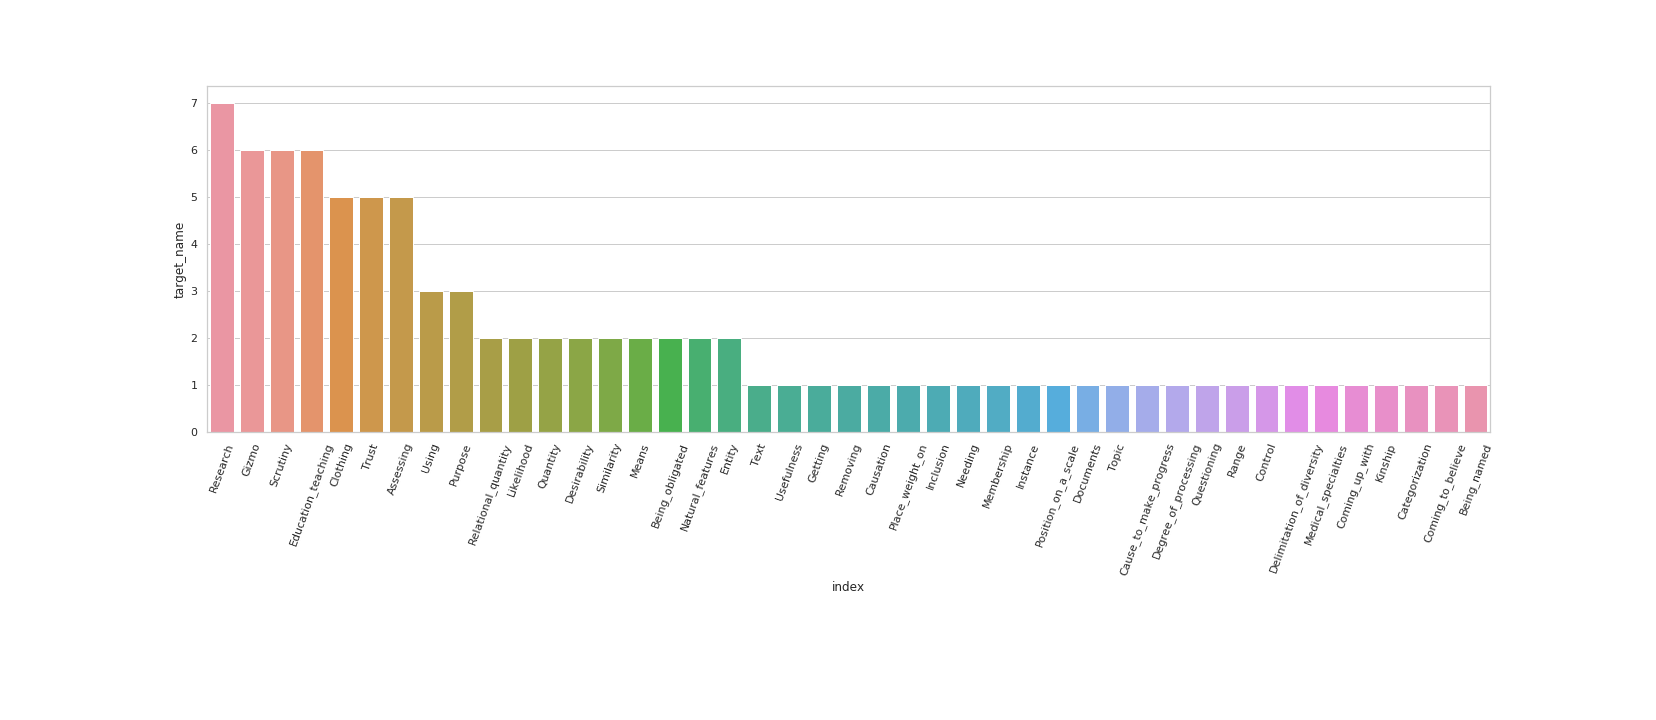 7
6
5
4
3
2
1
0
target_name
Research
Gizmo
Scrutiny
Education_teaching
Clothing
Trust
Assessing
Using
Purpose
Relational_quantity
Likelihood
Quantity
Desirability
Similarity
Means
Being_obligated
Natural_features
Entity
Text
Usefulness
Getting
Removing
Causation
Place_weight_on
Inclusion
Needing
Membership
Instance
Position_on_a_scale
Documents
Topic
Cause_to_make_progress
Degree_of_processing
Questioning
Range
Control
Delimitation_of_diversity
Medical_specialties
Coming_up_with
Kinship
Categorization
Coming_to_believe
Being_named
index